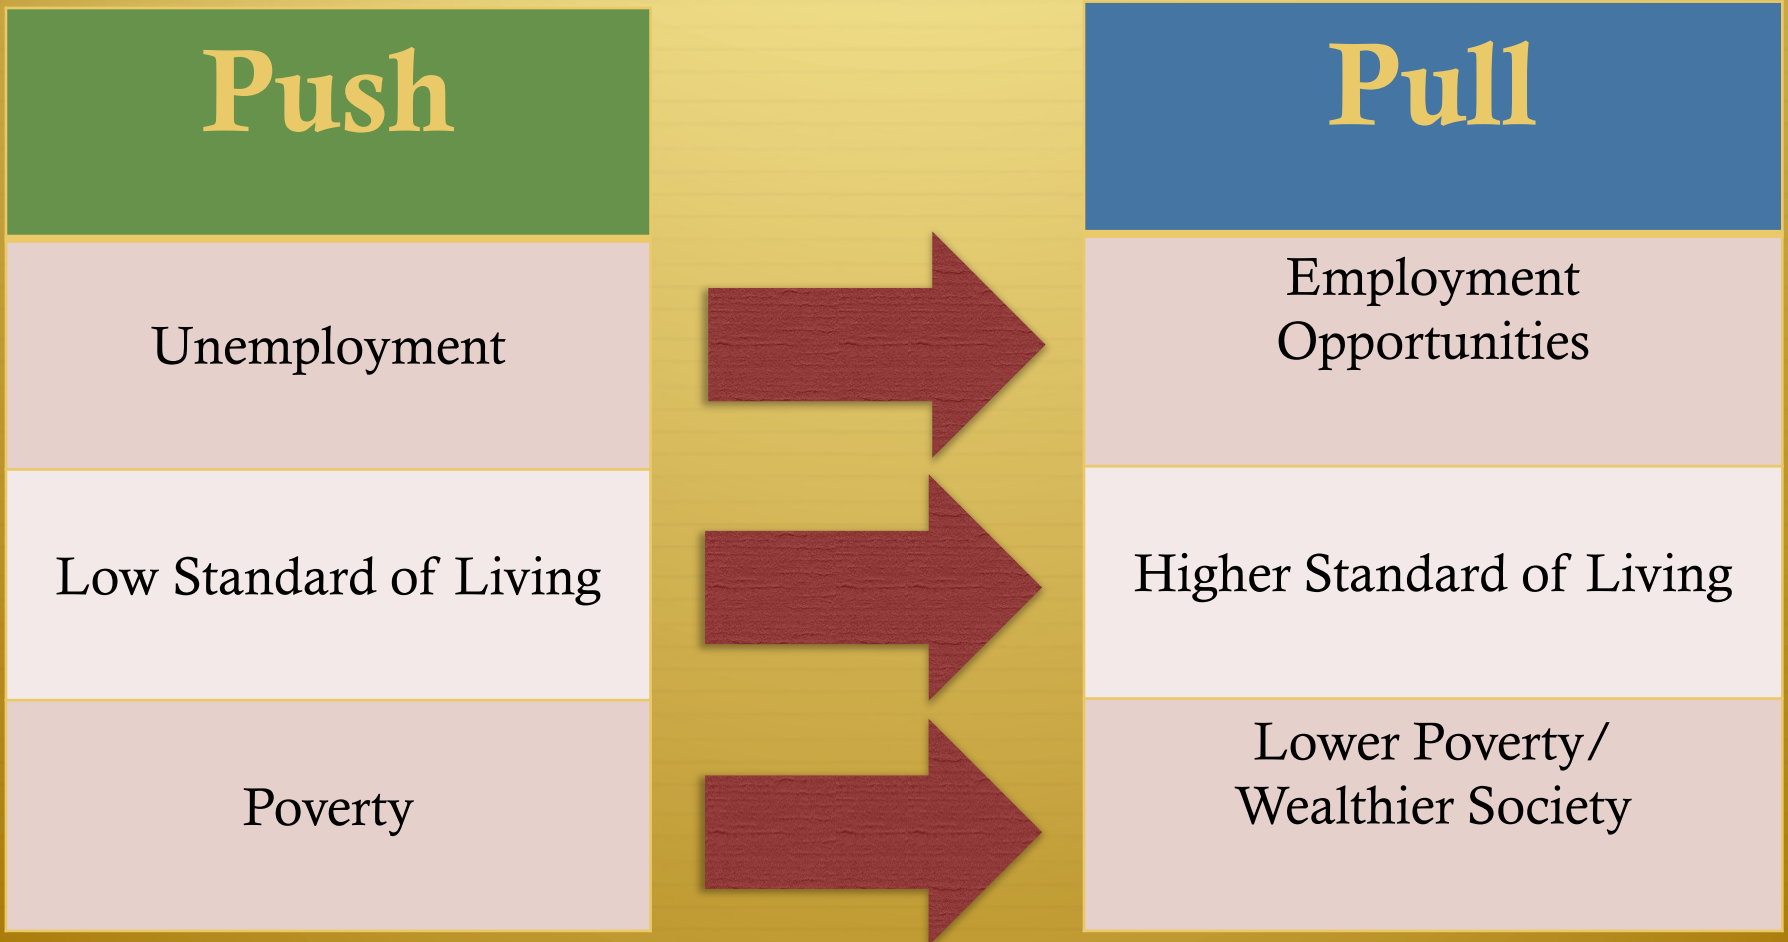 Push
Pull
Unemployment
Employment
Opportunities
Low Standard of Living
Higher Standard of Living
Poverty
Lower Poverty/
Wealthier Society